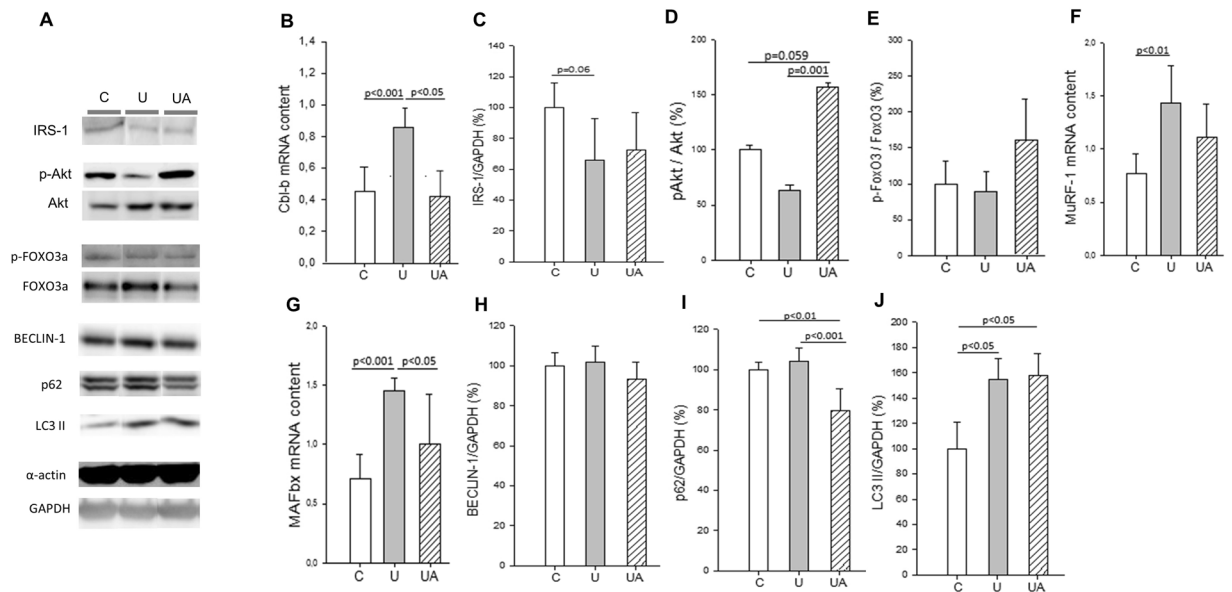 A
C U UA
IRS-1
p-Akt
Akt
p-FOXO3a
FOXO3a
BECLIN-1
p62
LC3 II
α-actin
GAPDH
B
Cbl-b mRNA content
1,4
1,2
1,0
0,8
0,6
0,4
0,2
0,0
p<0.001 p<0.05
C U UA
C
IRS-1/GAPDH (%)
140
120
100
80
60
40
20
0
p=0.06
C U UA
D
pAkt / Akt (%)
200
150
100
50
0
p=0.059
p=0.001
C U UA
E
p-FoxO3 / FoxO3 (%)
350
300
250
200
150
100
50
0
C U UA
F
MuRF-1 mRNA content
2,0
1,5
1,0
0,5
0,0
p<0.01
C U UA
G
MAFbx mRNA content
2,0
1,5
1,0
0,5
0,0
p<0.001 p<0.05
C U UA
H
BECLIN-1/GAPDH (%)
120
100
80
60
40
20
0
C U UA
I
p62/GAPDH (%)
120
100
80
60
40
20
0
p<0.01
p<0.001
C U UA
J
LC3 II/GAPDH (%)
200
180
160
140
120
100
80
60
40
20
0
p<0.05
p<0.05
C U UA